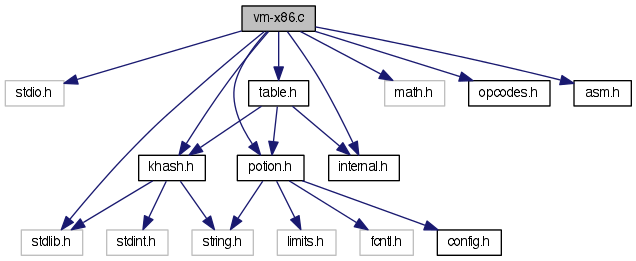 vm-x86.c
stdio.h
table.h
math.h
opcodes.h
asm.h
khash.h
potion.h
internal.h
stdlib.h
stdint.h
string.h
limits.h
fcntl.h
config.h